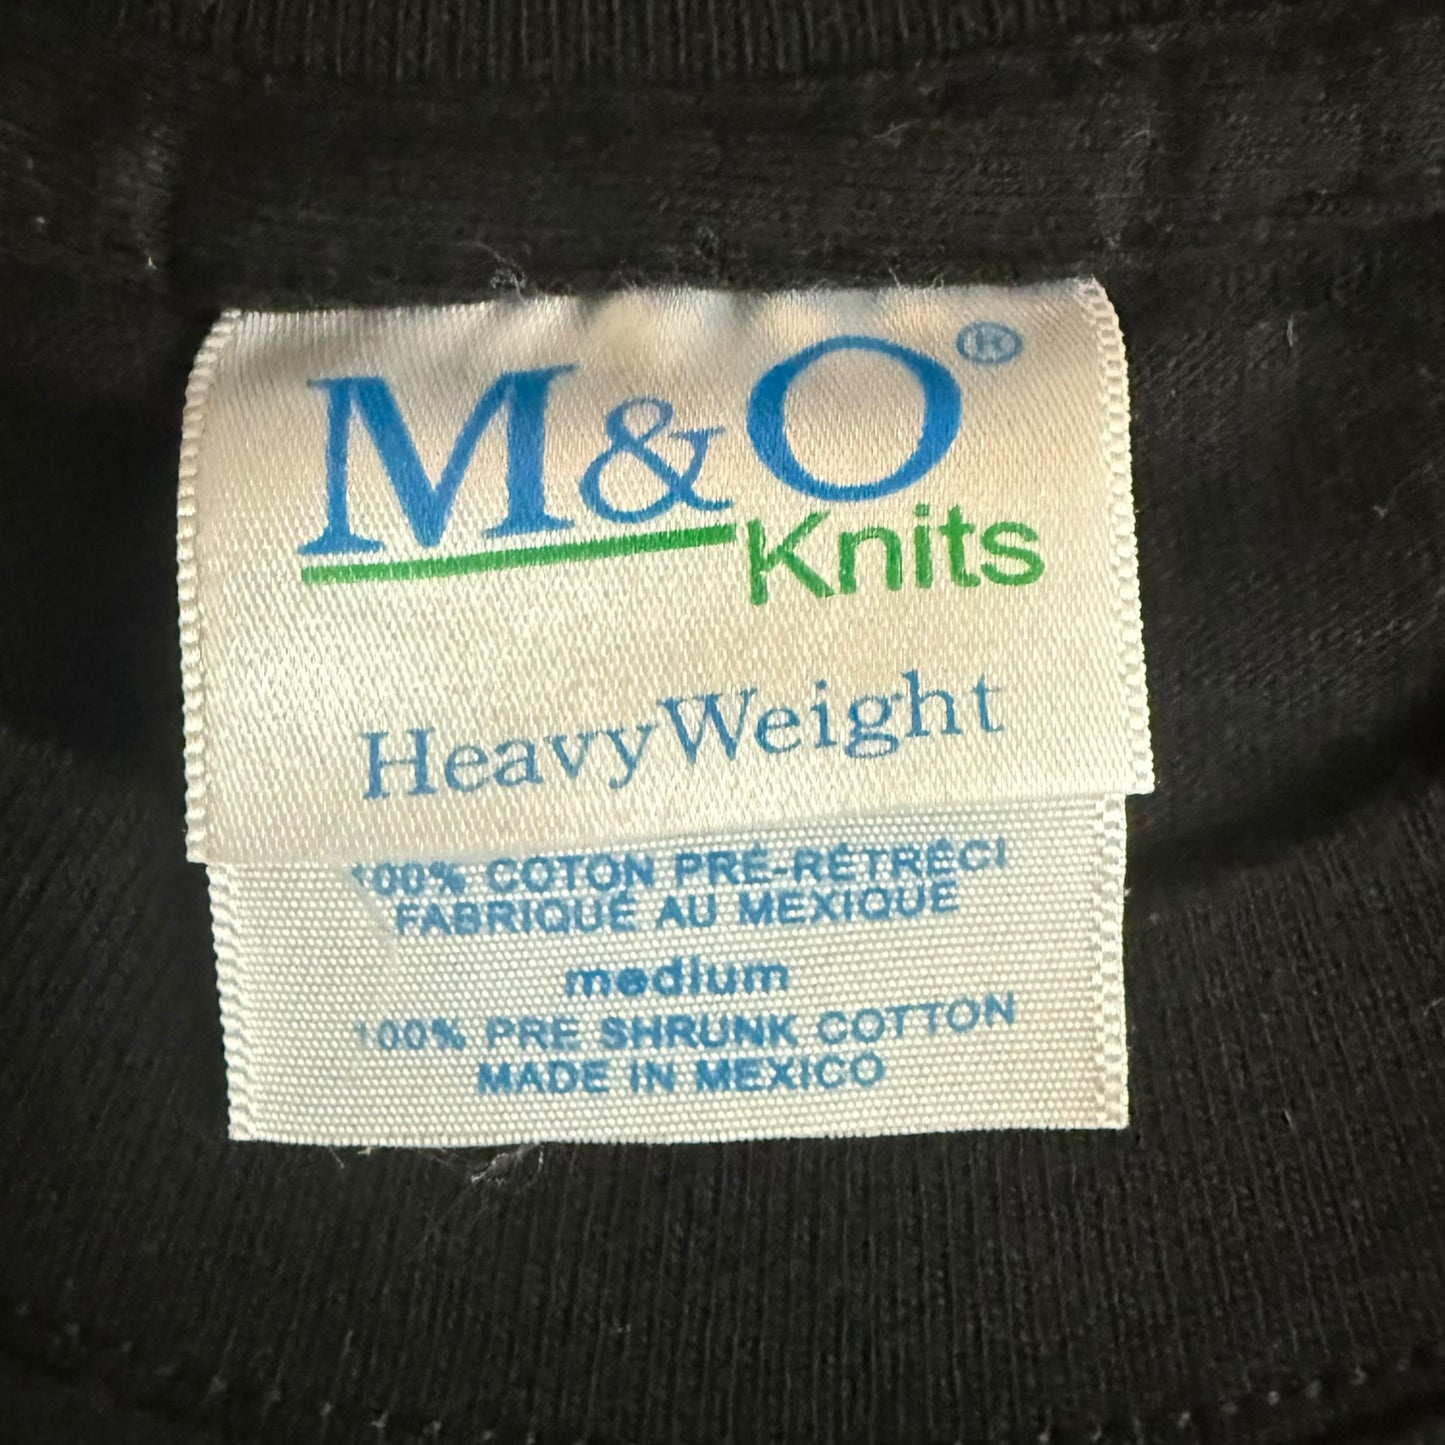 M&O®
Knits
HeavyWeight
100% COTON PRÉ-RÉTRÉCI
FABRIQUÉ AU MEXIQUE
medium
100% PRE SHRUNK COTTON
MADE IN MEXICO